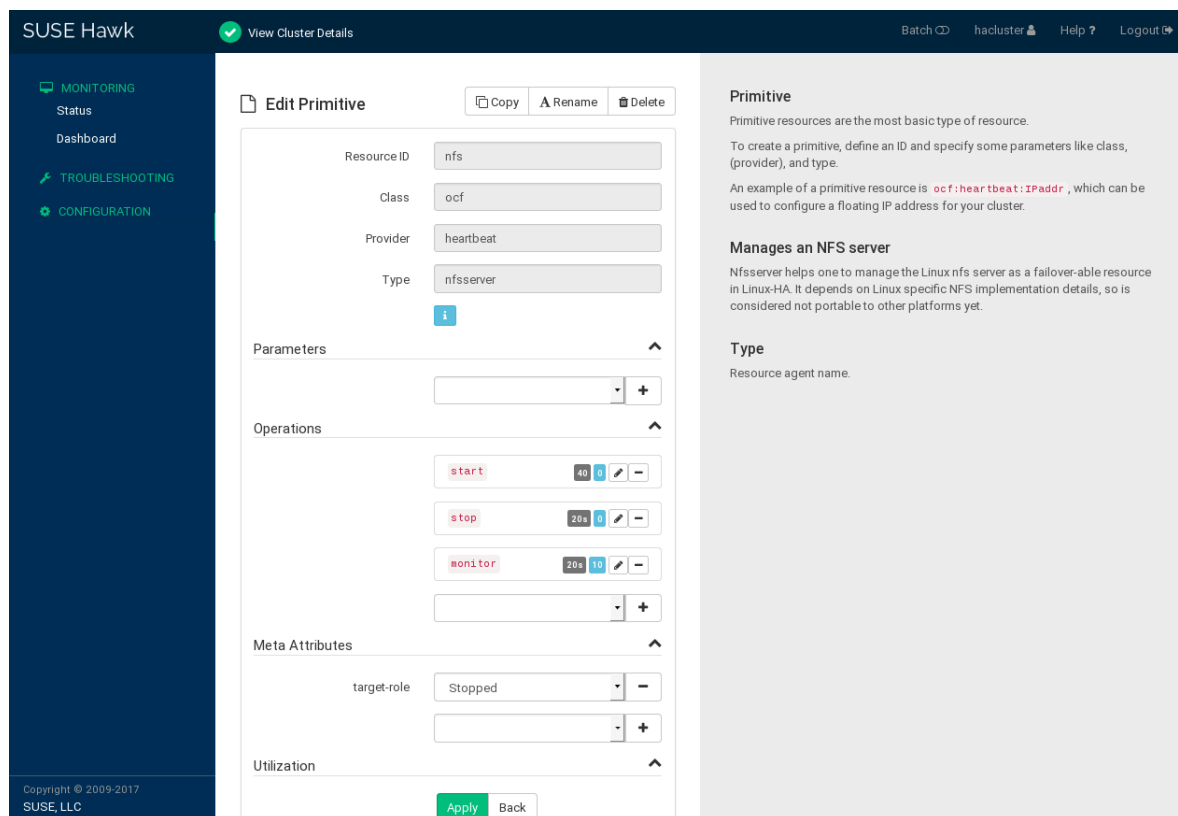 SUSE Hawk
View Cluster Details
Batch
hacluster
Help ?
Logout
MONITORING
Status
Dashboard
TROUBLESHOOTING
CONFIGURATION
Copyright © 2009-2017
SUSE, LLC
Edit Primitive
Copy
A Rename
Delete
Resource ID
nfs
Class
ocf
Provider
heartbeat
Type
nfsserver
i
Parameters
+
Operations
start
40 0
stop
20s 0
monitor
20s 10
+
Meta Attributes
target-role
Stopped
+
Utilization
Apply
Back
Primitive
Primitive resources are the most basic type of resource.
To create a primitive, define an ID and specify some parameters like class,
(provider), and type.
An example of a primitive resource is ocf:heartbeat:IPaddr, which can be
used to configure a floating IP address for your cluster.
Manages an NFS server
Nfsserver helps one to manage the Linux nfs server as a failover-able resource
in Linux-HA. It depends on Linux specific NFS implementation details, so is
considered not portable to other platforms yet.
Type
Resource agent name.